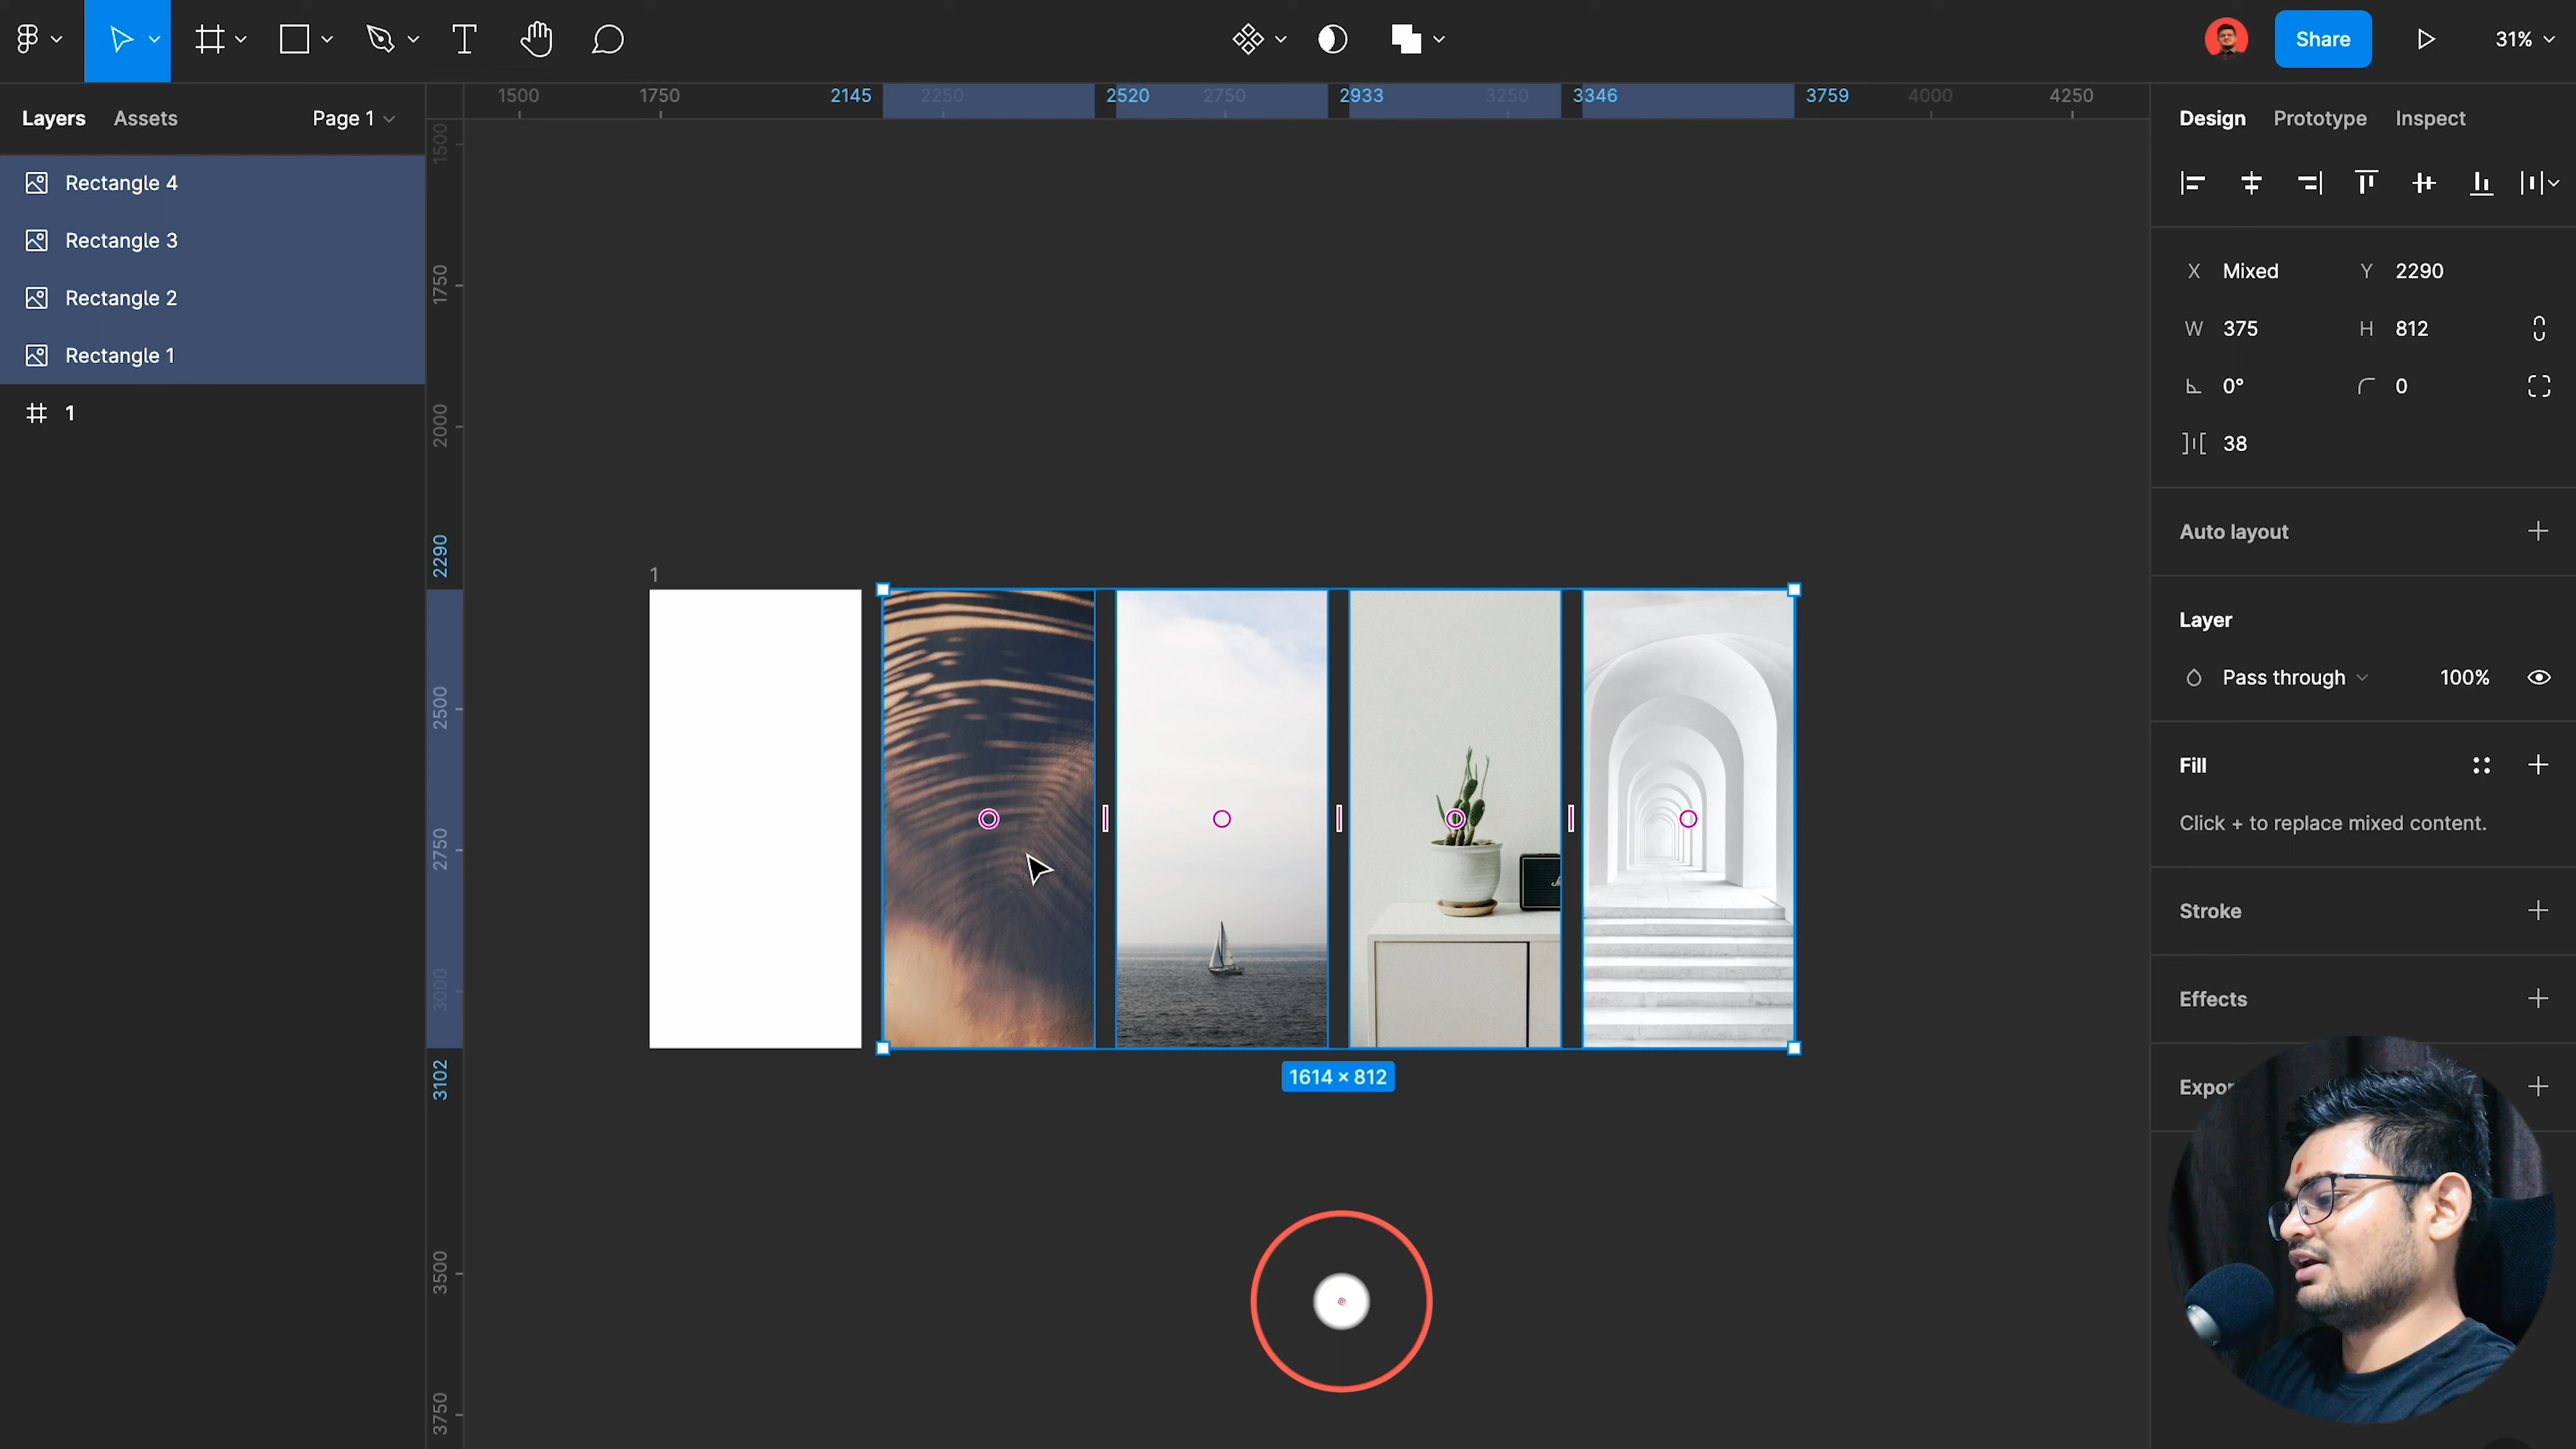 Share
31%
Layers
Assets
Page 1
1500
1750
2145
2250
2520
2750
2933
3250
3346
3759
4000
4250
Design
Prototype
Inspect
Rectangle 4
Rectangle 3
Rectangle 2
Rectangle 1
1
1500
1750
2000
2290
2500
2750
3000
3102
3500
3750
1
1614 × 812
X Mixed
Y 2290
W 375
H 812
0°
0
38
Auto layout
Layer
Pass through
100%
Fill
Click + to replace mixed content.
Stroke
Effects
Expor